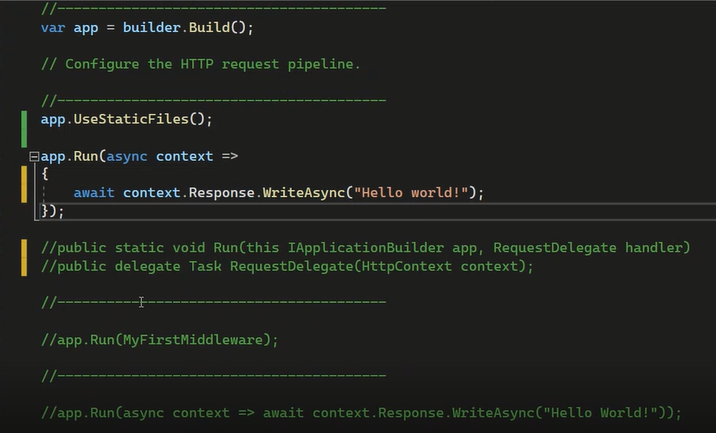 //----------------------------------------
var app = builder.Build();
// Configure the HTTP request pipeline.
//----------------------------------------
app.UseStaticFiles();
app.Run(async context =>
{
    await context.Response.WriteAsync("Hello world!");
});
//public static void Run(this IApplicationBuilder app, RequestDelegate handler)
//public delegate Task RequestDelegate(HttpContext context);
//----------------------------------------
//app.Run(MyFirstMiddleware);
//----------------------------------------
//app.Run(async context => await context.Response.WriteAsync("Hello World!"));